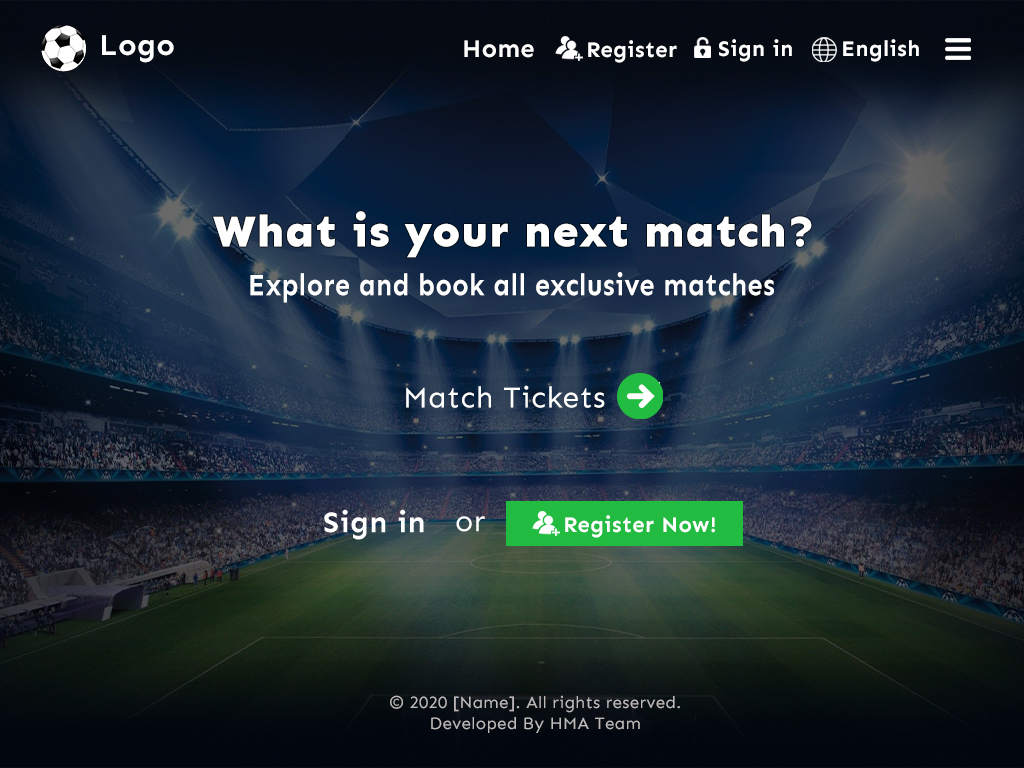 Logo
Home Register Sign in English
What is your next match?
Explore and book all exclusive matches
Match Tickets
Sign in or Register Now!
© 2020 [Name]. All rights reserved.
Developed By HMA Team